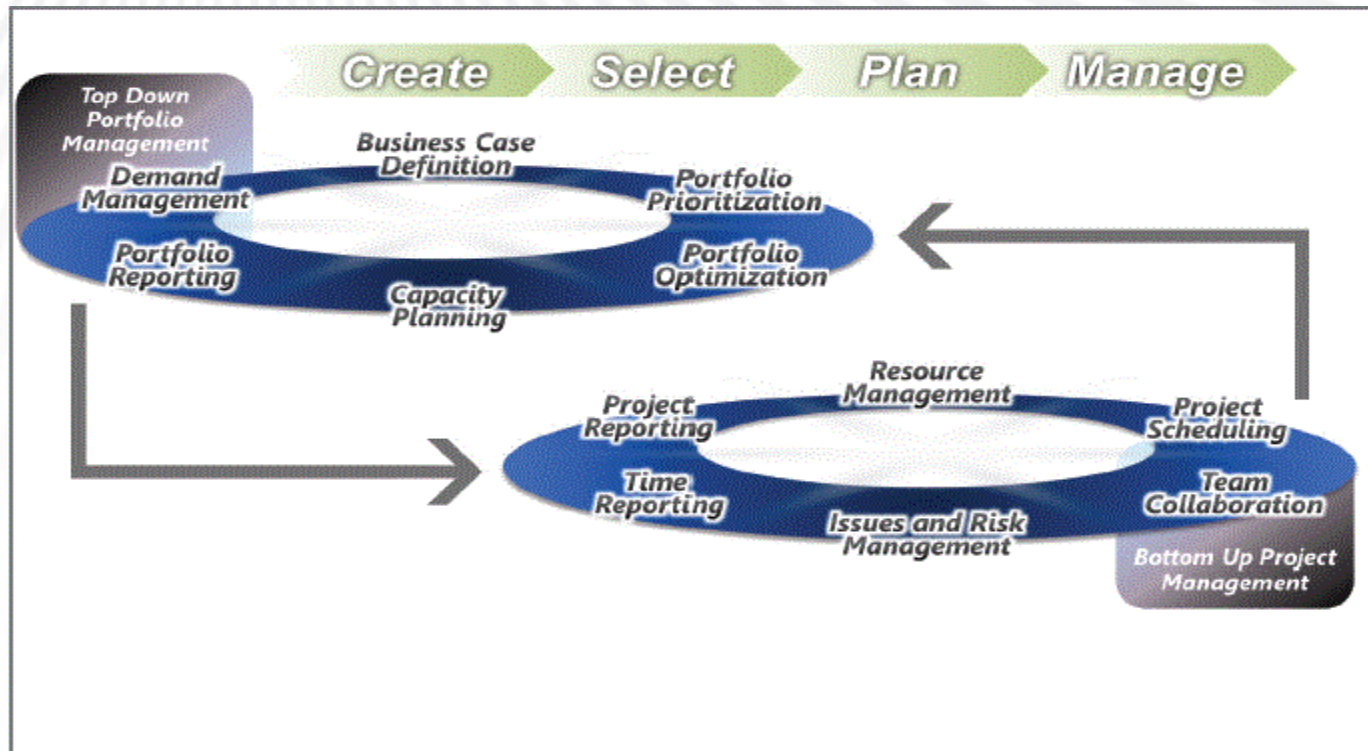 Create Select Plan Manage
Top Down
Portfolio
Management
Business Case
Definition
Demand
Management
Portfolio
Prioritization
Portfolio
Reporting
Portfolio
Optimization
Capacity
Planning
Resource
Management
Project
Reporting
Project
Scheduling
Time
Reporting
Team
Collaboration
Issues and Risk
Management
Bottom Up Project
Management